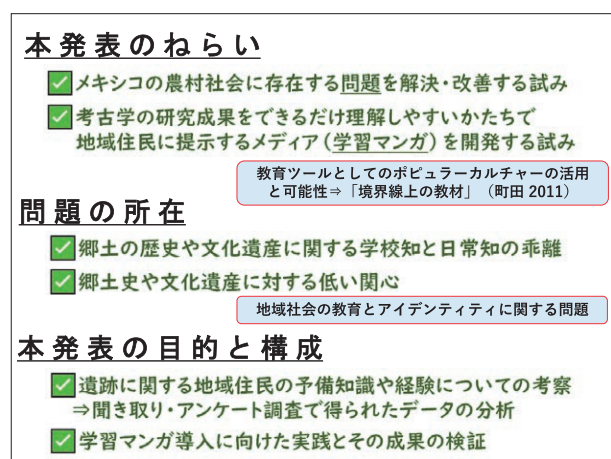 本発表のねらい
メキシコの農村社会に存在する問題を解決・改善する試み
考古学の研究成果をできるだけ理解しやすいかたちで
地域住民に提示するメディア(学習マンガ)を開発する試み
教育ツールとしてのポピュラーカルチャーの活用
と可能性⇒「境界線上の教材」(町田 2011)
問題の所在
郷土の歴史や文化遺産に関する学校知と日常知の乖離
郷土史や文化遺産に対する低い関心
地域社会の教育とアイデンティティに関する問題
本発表の目的と構成
遺跡に関する地域住民の予備知識や経験についての考察
⇒聞き取り・アンケート調査で得られたデータの分析
学習マンガ導入に向けた実践とその成果の検証